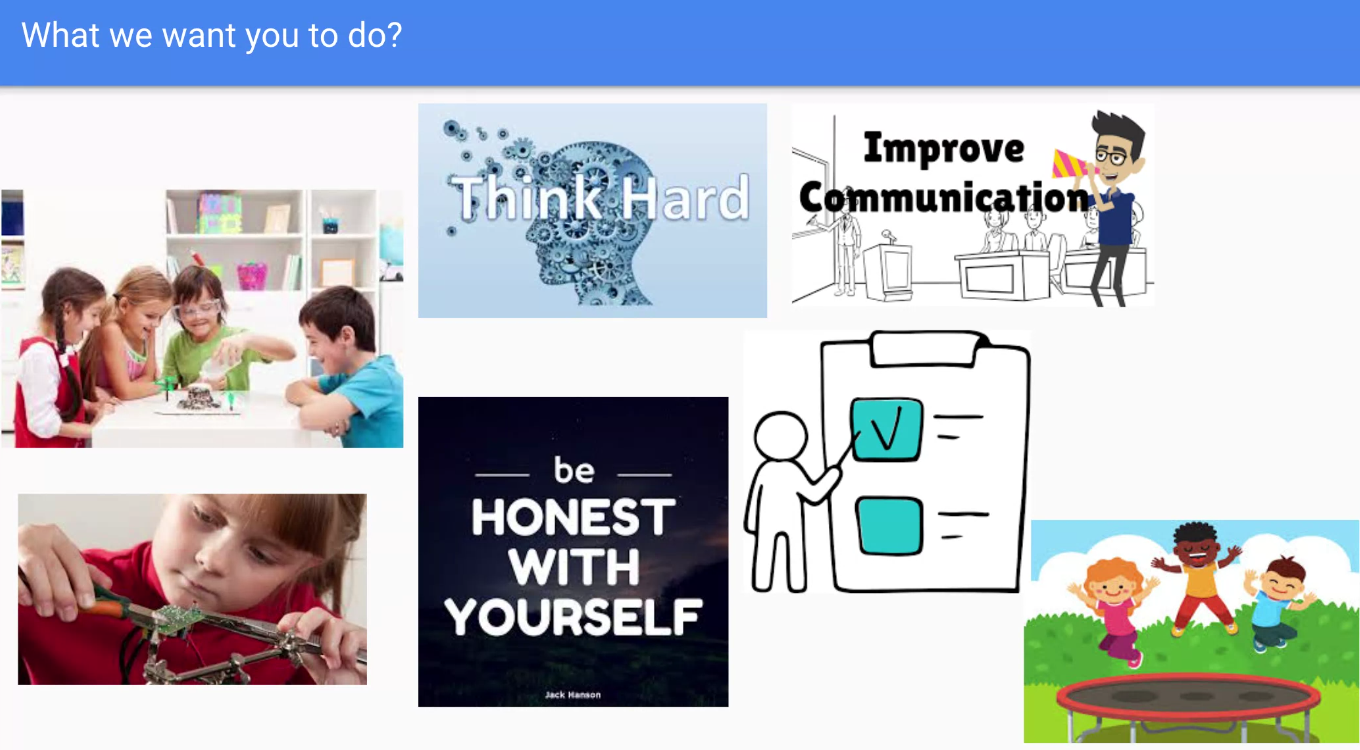 What we want you to do?
Think Hard
Improve
Communication
be
HONEST
WITH
YOURSELF
Jack Hanson